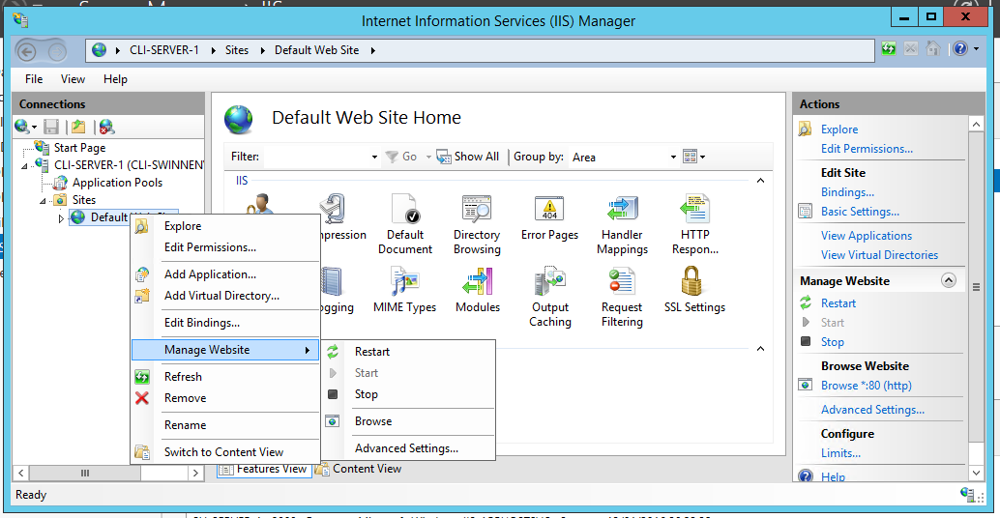 Internet Information Services (IIS) Manager
CLI-SERVER-1 Sites Default Web Site
File View Help
Connections
Start Page
CLI-SERVER-1 (CLI-SWINNEN
Application Pools
Sites
Default
Explore
Edit Permissions...
Add Application...
Add Virtual Directory...
Edit Bindings...
Manage Website
Refresh
Remove
Rename
Switch to Content View
Restart
Start
Stop
Browse
Advanced Settings...
Default Web Site Home
Filter: Go Show All Group by: Area
IIS
Default Document
Directory Browsing
404
Error Pages
Handler Mappings
HTTP Respon...
MIME Types
Modules
Output Caching
Request Filtering
SSL Settings
Features View
Content View
Actions
Explore
Edit Permissions...
Edit Site
Bindings...
Basic Settings...
View Applications
View Virtual Directories
Manage Website
Restart
Start
Stop
Browse Website
Browse *:80 (http)
Advanced Settings...
Configure
Limits...
Help
Ready